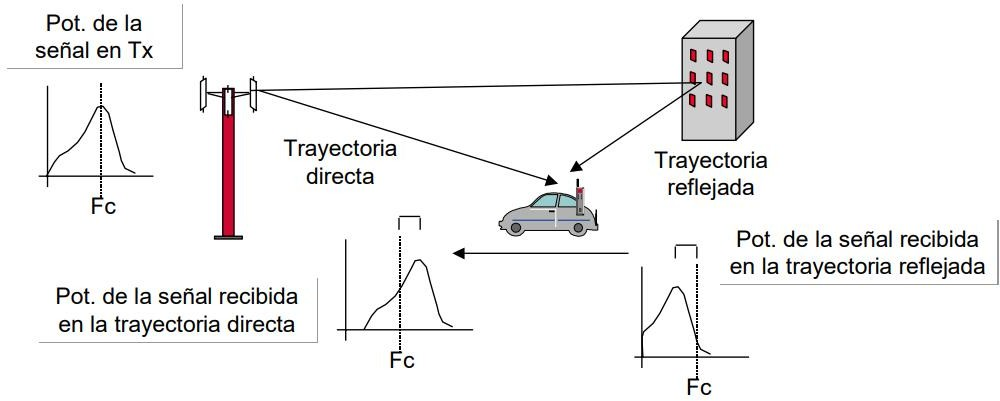 Pot. de la
señal en Tx
Fc
Trayectoria
directa
Trayectoria
reflejada
Pot. de la señal recibida
en la trayectoria reflejada
Pot. de la señal recibida
en la trayectoria directa
Fc
Fc